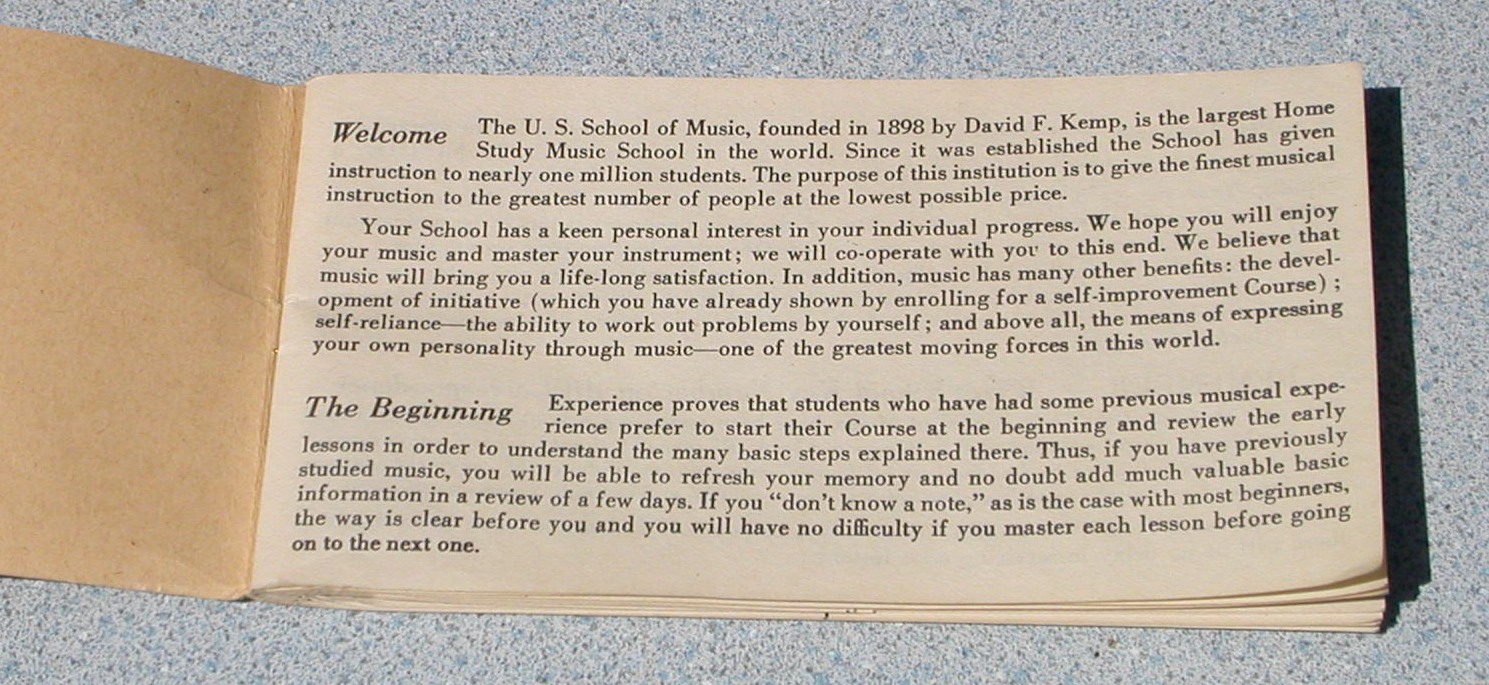 Welcome The U. S. School of Music, founded in 1898 by David F. Kemp, is the largest Home
Study Music School in the world. Since it was established the School has given
instruction to nearly one million students. The purpose of this institution is to give the finest musical
instruction to the greatest number of people at the lowest possible price.
Your School has a keen personal interest in your individual progress. We hope you will enjoy
your music and master your instrument; we will co-operate with you to this end. We believe that
music will bring you a life-long satisfaction. In addition, music has many other benefits: the devel-
opment of initiative (which you have already shown by enrolling for a self-improvement Course) ;
self-reliance—the ability to work out problems by yourself; and above all, the means of expressing
your own personality through music—one of the greatest moving forces in this world.
The Beginning Experience proves that students who have had some previous musical expe-
rience prefer to start their Course at the beginning and review the early
lessons in order to understand the many basic steps explained there. Thus, if you have previously
studied music, you will be able to refresh your memory and no doubt add much valuable basic
information in a review of a few days. If you “don’t know a note,” as is the case with most beginners,
the way is clear before you and you will have no difficulty if you master each lesson before going
on to the next one.